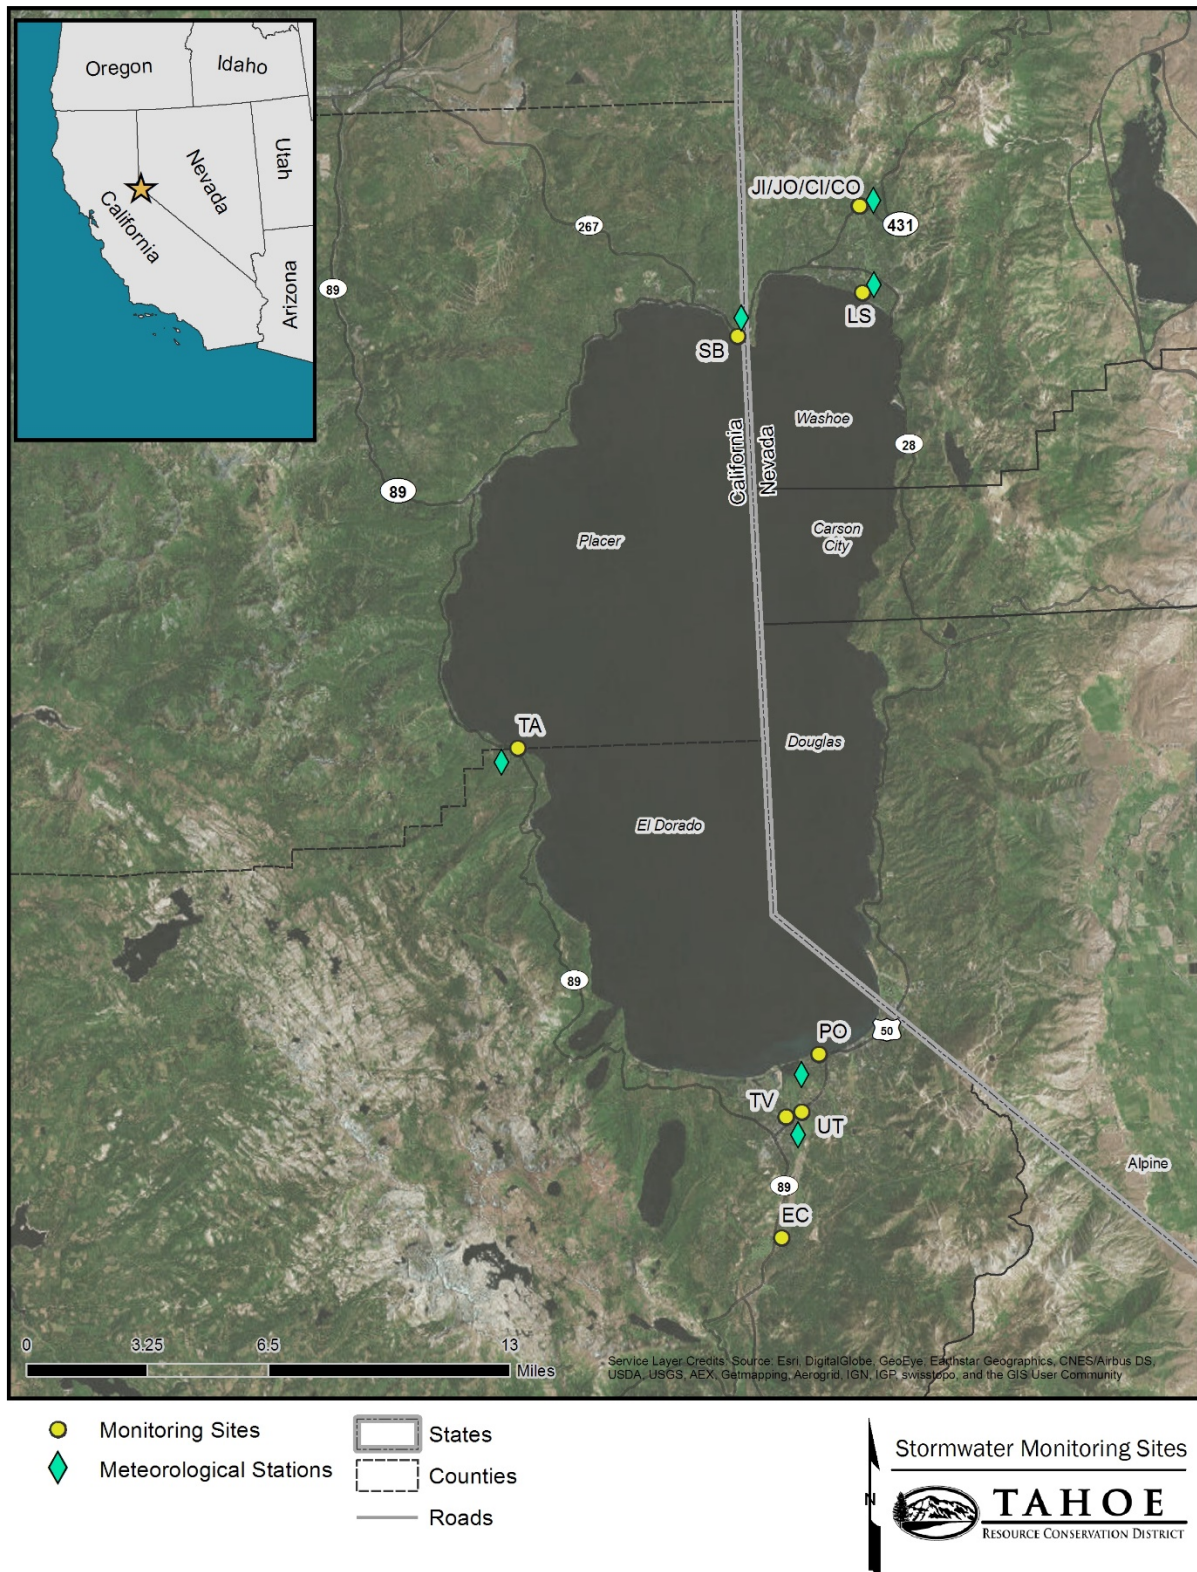 Oregon
Idaho
Utah
Nevada
California
Arizona
JI/JO/CI/CO
431
267
89
LS
SB
Washoe
California
Nevada
28
89
Placer
Carson
City
TA
Douglas
El Dorado
89
PO
50
TV
UT
Alpine
89
EC
0 3.25 6.5 13
Miles
Service Layer Credits: Source: Esri, DigitalGlobe, GeoEye, Earthstar Geographics, CNES/Airbus DS,
USDA, USGS, AEX, Getmapping, Aerogrid, IGN, IGP, swisstopo, and the GIS User Community
Monitoring Sites
Meteorological Stations
States
Counties
Roads
N
Stormwater Monitoring Sites
TAHOE
RESOURCE CONSERVATION DISTRICT